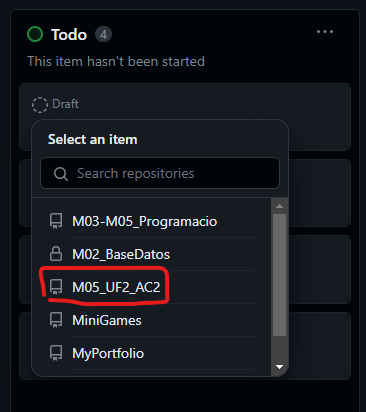 Todo 4
This item hasn't been started
Draft
Select an item
Search repositories
M03-M05_Programacio
M02_BaseDatos
M05_UF2_AC2
MiniGames
MyPortfolio